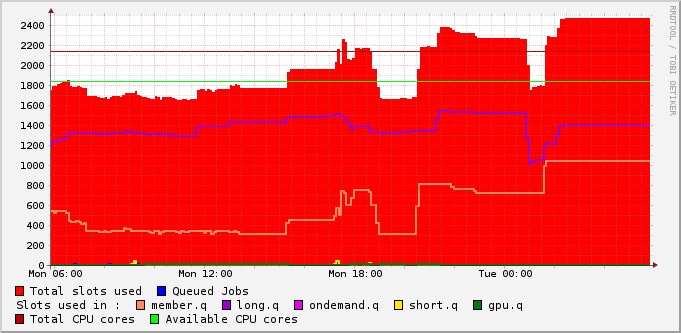 2400
2200
2000
1800
1600
1400
1200
1000
800
600
400
200
0
Mon 06:00 Mon 12:00 Mon 18:00 Tue 00:00
RRDTOOL / TOBI OETIKER
Total slots used Queued Jobs
Slots used in : member.q long.q ondemand.q short.q gpu.q
Total CPU cores Available CPU cores